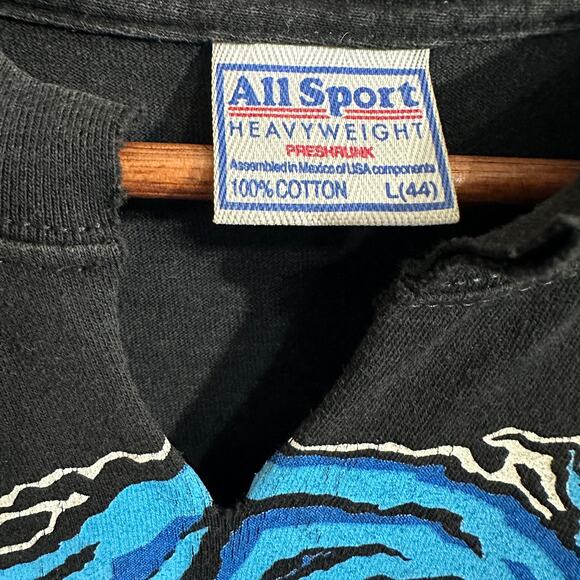 All Sport
HEAVYWEIGHT
PRESHRUNK
Assembled in Mexico of USA components
100% COTTON L(44)